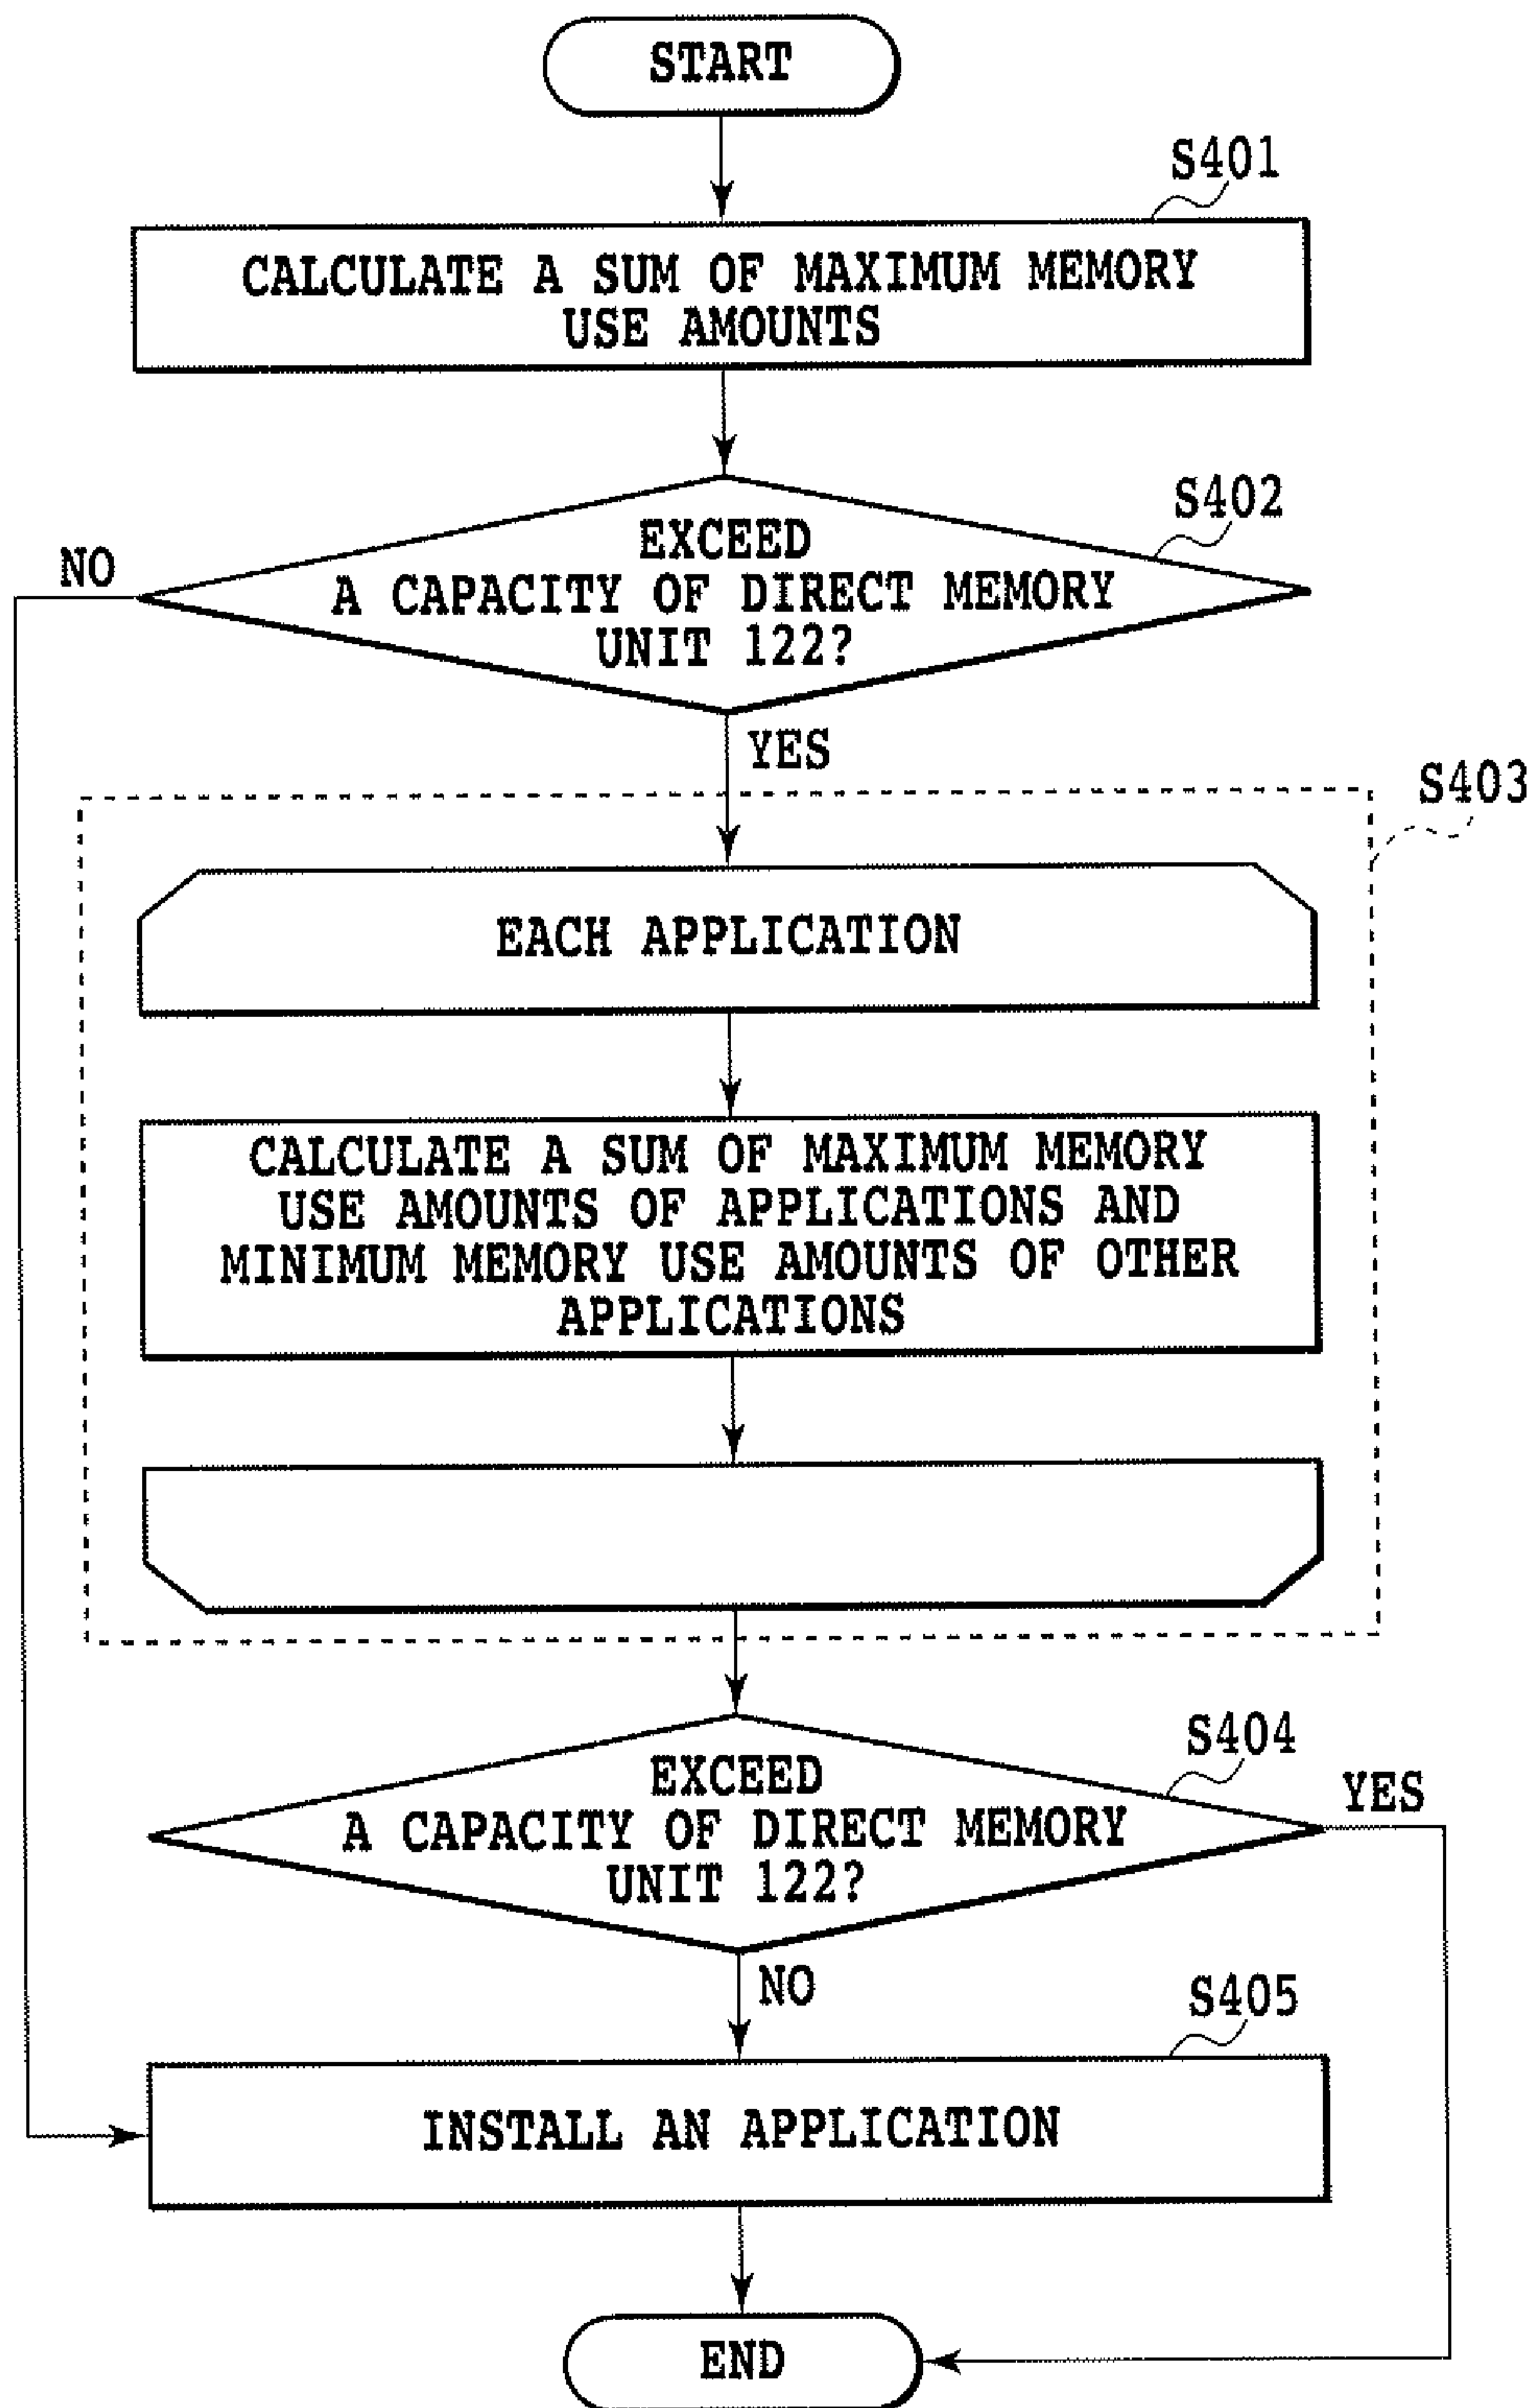 START
S401
CALCULATE A SUM OF MAXIMUM MEMORY
USE AMOUNTS
S402
NO
EXCEED
A CAPACITY OF DIRECT MEMORY
UNIT 122?
YES
S403
EACH APPLICATION
CALCULATE A SUM OF MAXIMUM MEMORY
USE AMOUNTS OF APPLICATIONS AND
MINIMUM MEMORY USE AMOUNTS OF OTHER
APPLICATIONS
S404
EXCEED
YES
A CAPACITY OF DIRECT MEMORY
UNIT 122?
NO
S405
INSTALL AN APPLICATION
END